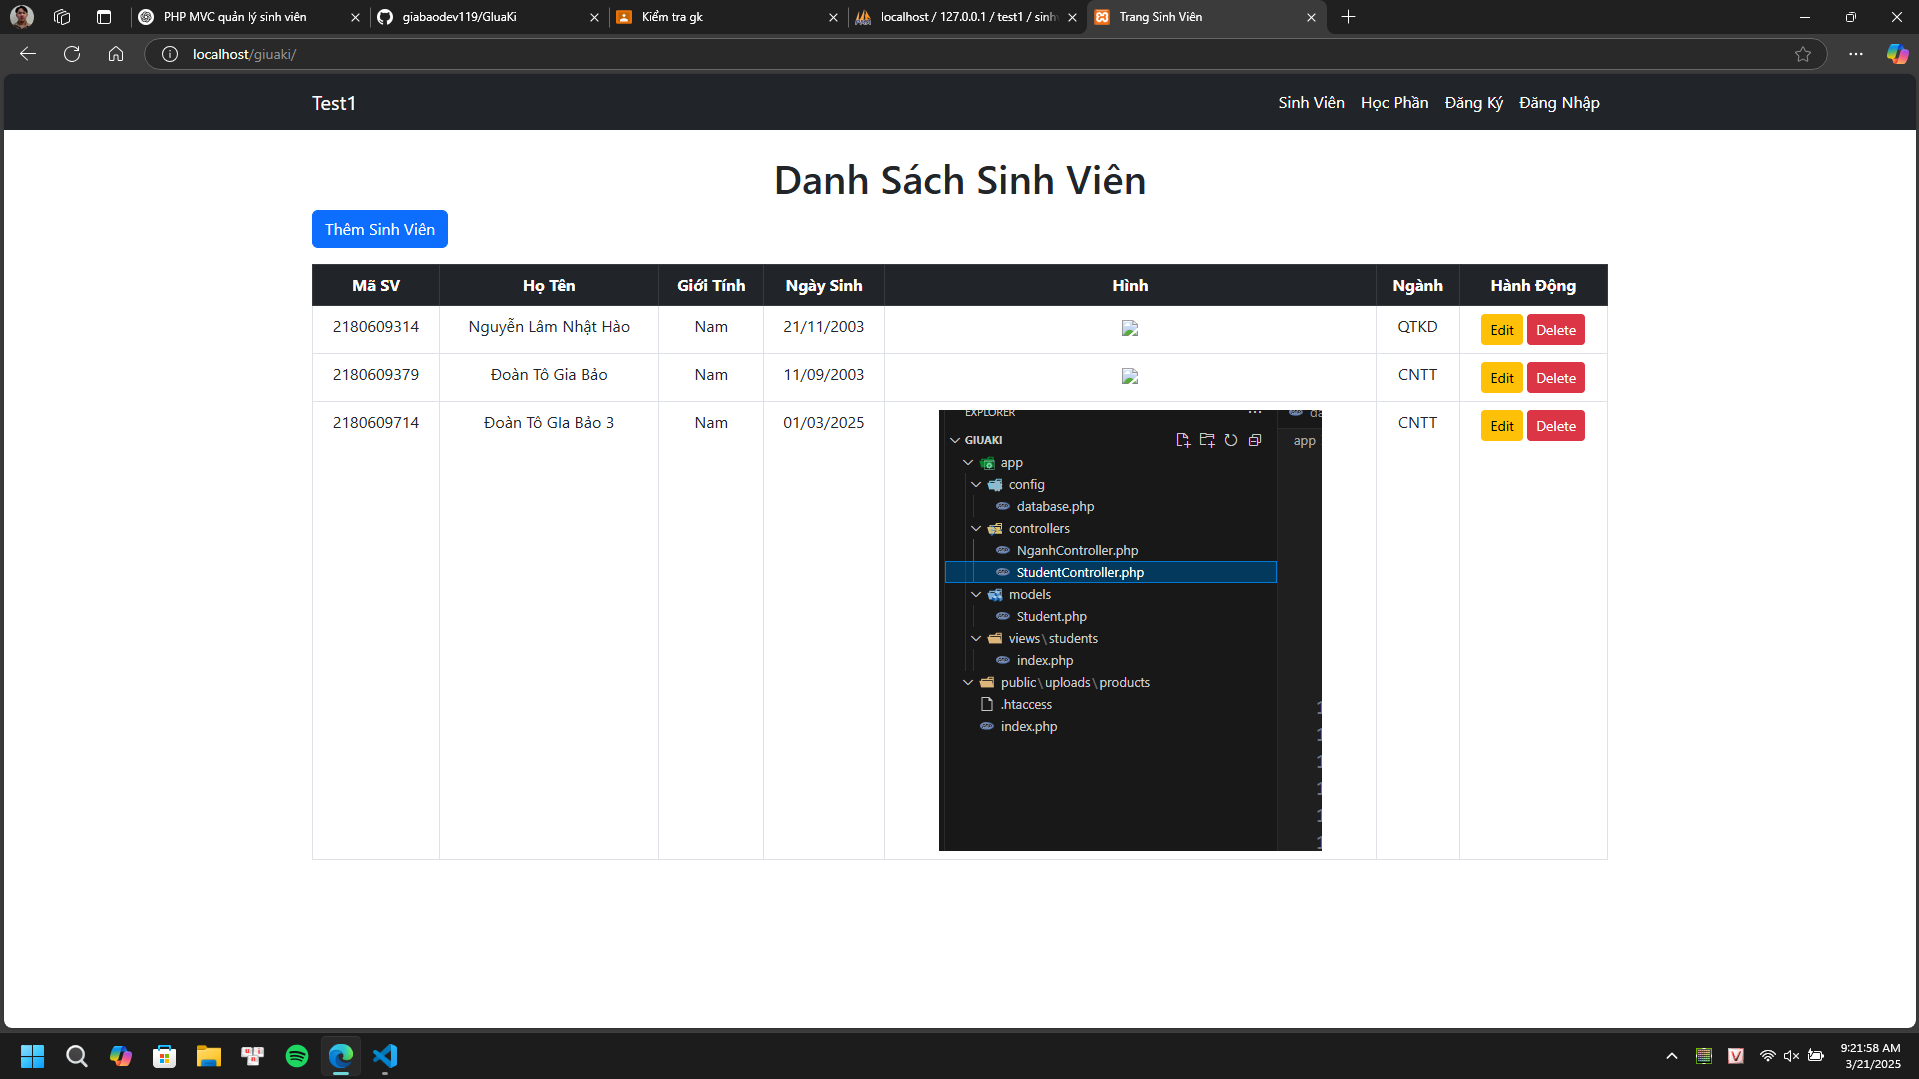 PHP MVC quản lý sinh viên
giabaodev119/GIuaKi
Kiểm tra gk
localhost / 127.0.0.1 / test1 / sinh
Trang Sinh Viên
localhost/giuaki/
Test1
Sinh Viên Học Phần Đăng Ký Đăng Nhập
Danh Sách Sinh Viên
Thêm Sinh Viên
Mã SV Họ Tên Giới Tính Ngày Sinh Hình Ngành Hành Động
2180609314 Nguyễn Lâm Nhật Hào Nam 21/11/2003 QTKD Edit Delete
2180609379 Đoàn Tô Gia Bảo Nam 11/09/2003 CNTT Edit Delete
2180609714 Đoàn Tô GIa Bảo 3 Nam 01/03/2025 CNTT Edit Delete
EXPLORER
GIUAKI
app
app
config
database.php
controllers
NganhController.php
StudentController.php
models
Student.php
views\students
index.php
public\uploads\products
.htaccess
index.php
9:21:58 AM
3/21/2025